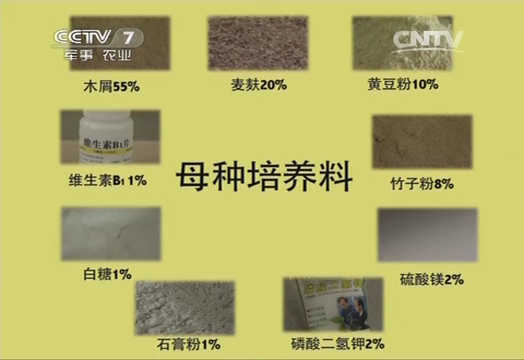 CCTV 7
军事 农业
CNTV
木屑55%
麦麸20%
黄豆粉10%
维生素B1片
维生素B₁ 1%
母种培养料
竹子粉8%
白糖1%
硫酸镁2%
石膏粉1%
磷酸二氢钾2%